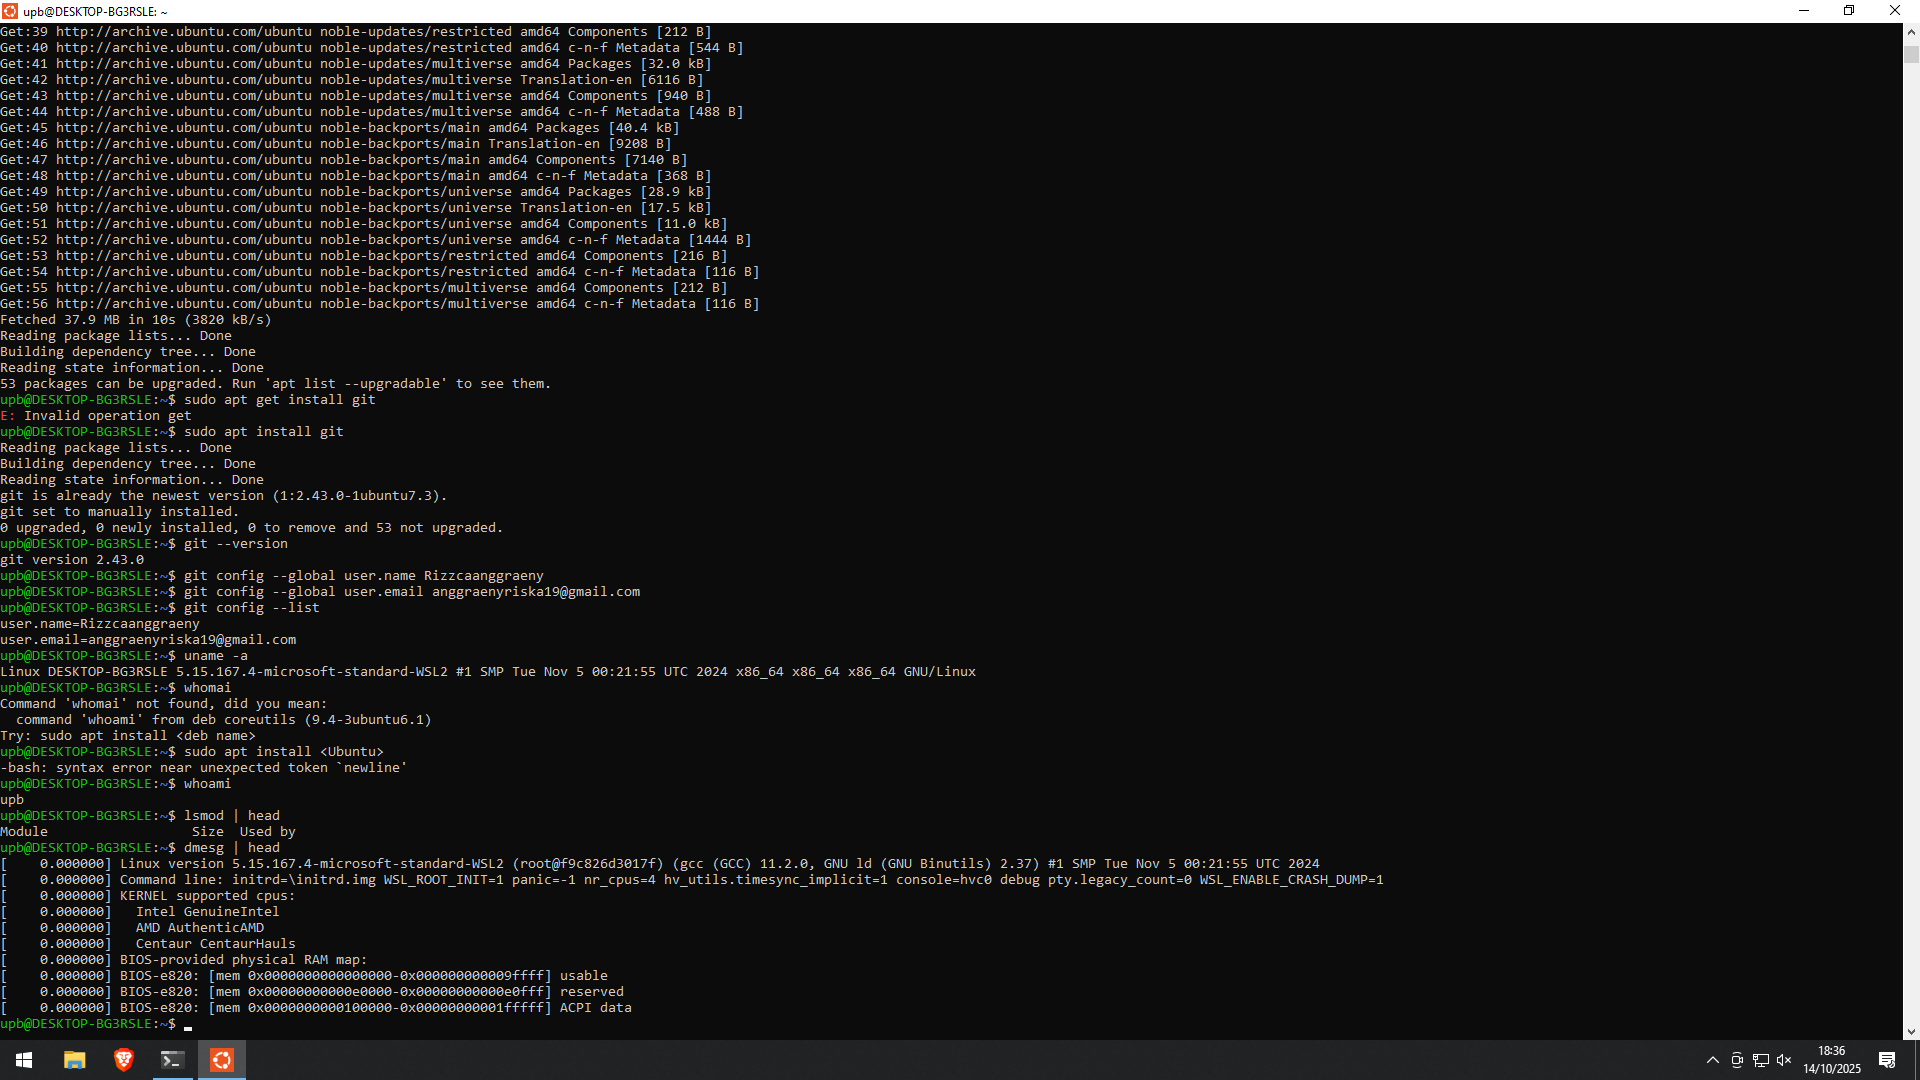 upb@DESKTOP-BG3RSLE: ~
Get:39 http://archive.ubuntu.com/ubuntu noble-updates/restricted amd64 Components [212 B]
Get:40 http://archive.ubuntu.com/ubuntu noble-updates/restricted amd64 c-n-f Metadata [544 B]
Get:41 http://archive.ubuntu.com/ubuntu noble-updates/multiverse amd64 Packages [32.0 kB]
Get:42 http://archive.ubuntu.com/ubuntu noble-updates/multiverse Translation-en [6116 B]
Get:43 http://archive.ubuntu.com/ubuntu noble-updates/multiverse amd64 Components [940 B]
Get:44 http://archive.ubuntu.com/ubuntu noble-updates/multiverse amd64 c-n-f Metadata [488 B]
Get:45 http://archive.ubuntu.com/ubuntu noble-backports/main amd64 Packages [40.4 kB]
Get:46 http://archive.ubuntu.com/ubuntu noble-backports/main Translation-en [9208 B]
Get:47 http://archive.ubuntu.com/ubuntu noble-backports/main amd64 Components [7140 B]
Get:48 http://archive.ubuntu.com/ubuntu noble-backports/main amd64 c-n-f Metadata [368 B]
Get:49 http://archive.ubuntu.com/ubuntu noble-backports/universe amd64 Packages [28.9 kB]
Get:50 http://archive.ubuntu.com/ubuntu noble-backports/universe Translation-en [17.5 kB]
Get:51 http://archive.ubuntu.com/ubuntu noble-backports/universe amd64 Components [11.0 kB]
Get:52 http://archive.ubuntu.com/ubuntu noble-backports/universe amd64 c-n-f Metadata [1444 B]
Get:53 http://archive.ubuntu.com/ubuntu noble-backports/restricted amd64 Components [216 B]
Get:54 http://archive.ubuntu.com/ubuntu noble-backports/restricted amd64 c-n-f Metadata [116 B]
Get:55 http://archive.ubuntu.com/ubuntu noble-backports/multiverse amd64 Components [212 B]
Get:56 http://archive.ubuntu.com/ubuntu noble-backports/multiverse amd64 c-n-f Metadata [116 B]
Fetched 37.9 MB in 10s (3820 kB/s)
Reading package lists... Done
Building dependency tree... Done
Reading state information... Done
53 packages can be upgraded. Run 'apt list --upgradable' to see them.
upb@DESKTOP-BG3RSLE:~$ sudo apt get install git
E: Invalid operation get
upb@DESKTOP-BG3RSLE:~$ sudo apt install git
Reading package lists... Done
Building dependency tree... Done
Reading state information... Done
git is already the newest version (1:2.43.0-1ubuntu7.3).
git set to manually installed.
0 upgraded, 0 newly installed, 0 to remove and 53 not upgraded.
upb@DESKTOP-BG3RSLE:~$ git --version
git version 2.43.0
upb@DESKTOP-BG3RSLE:~$ git config --global user.name Rizzcaanggraeny
upb@DESKTOP-BG3RSLE:~$ git config --global user.email anggraenyriska19@gmail.com
upb@DESKTOP-BG3RSLE:~$ git config --list
user.name=Rizzcaanggraeny
user.email=anggraenyriska19@gmail.com
upb@DESKTOP-BG3RSLE:~$ uname -a
Linux DESKTOP-BG3RSLE 5.15.167.4-microsoft-standard-WSL2 #1 SMP Tue Nov 5 00:21:55 UTC 2024 x86_64 x86_64 x86_64 GNU/Linux
upb@DESKTOP-BG3RSLE:~$ whomai
Command 'whomai' not found, did you mean:
  command 'whoami' from deb coreutils (9.4-3ubuntu6.1)
Try: sudo apt install <deb name>
upb@DESKTOP-BG3RSLE:~$ sudo apt install <Ubuntu>
-bash: syntax error near unexpected token `newline'
upb@DESKTOP-BG3RSLE:~$ whoami
upb
upb@DESKTOP-BG3RSLE:~$ lsmod | head
Module                  Size  Used by
upb@DESKTOP-BG3RSLE:~$ dmesg | head
[    0.000000] Linux version 5.15.167.4-microsoft-standard-WSL2 (root@f9c826d3017f) (gcc (GCC) 11.2.0, GNU ld (GNU Binutils) 2.37) #1 SMP Tue Nov 5 00:21:55 UTC 2024
[    0.000000] Command line: initrd=\initrd.img WSL_ROOT_INIT=1 panic=-1 nr_cpus=4 hv_utils.timesync_implicit=1 console=hvc0 debug pty.legacy_count=0 WSL_ENABLE_CRASH_DUMP=1
[    0.000000] KERNEL supported cpus:
[    0.000000]   Intel GenuineIntel
[    0.000000]   AMD AuthenticAMD
[    0.000000]   Centaur CentaurHauls
[    0.000000] BIOS-provided physical RAM map:
[    0.000000] BIOS-e820: [mem 0x0000000000000000-0x000000000009ffff] usable
[    0.000000] BIOS-e820: [mem 0x00000000000e0000-0x00000000000e0fff] reserved
[    0.000000] BIOS-e820: [mem 0x0000000000100000-0x00000000001fffff] ACPI data
upb@DESKTOP-BG3RSLE:~$
18:36
14/10/2025